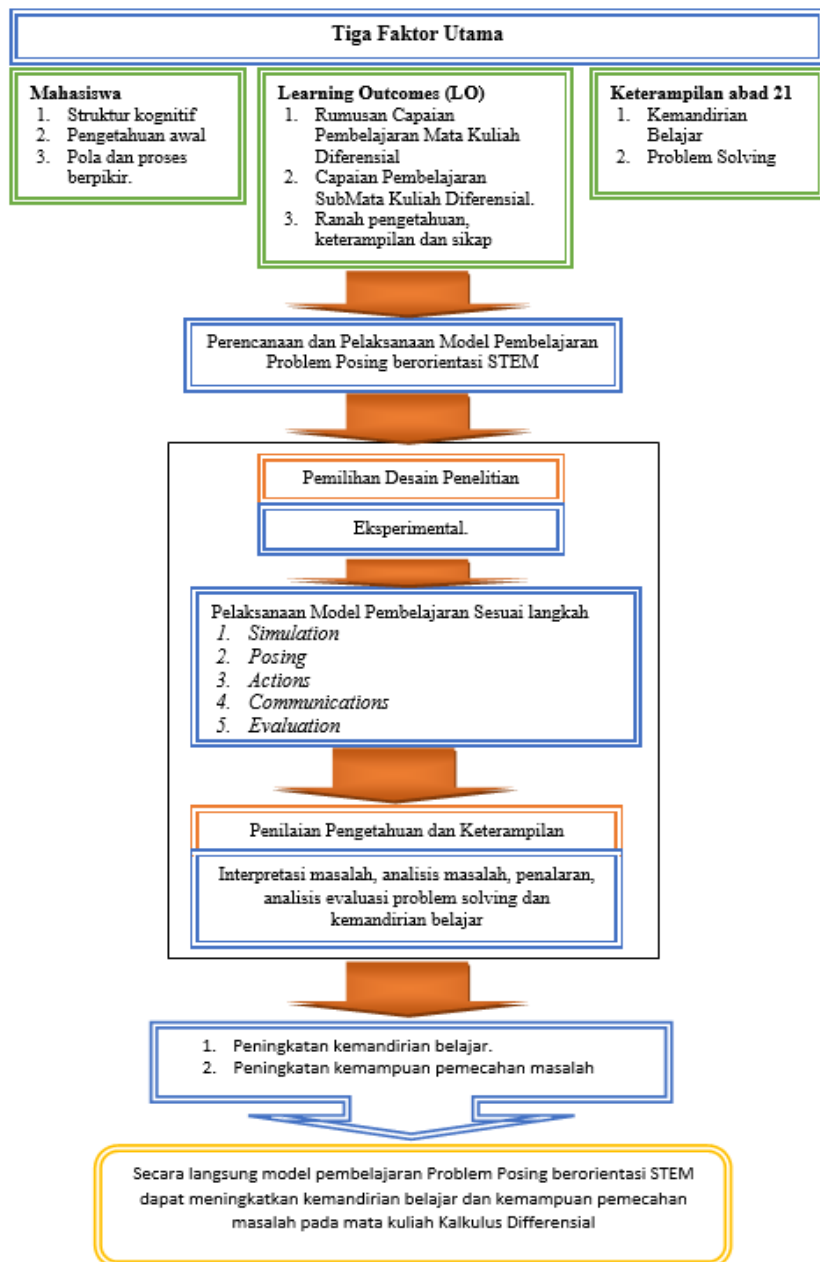 Tiga Faktor Utama
Mahasiswa
1. Struktur kognitif
2. Pengetahuan awal
3. Pola dan proses
berpikir.
Learning Outcomes (LO)
1. Rumusan Capaian
Pembelajaran Mata Kuliah
Diferensial
2. Capaian Pembelajaran
SubMata Kuliah Diferensial.
3. Ranah pengetahuan,
keterampilan dan sikap
Keterampilan abad 21
1. Kemandirian
Belajar
2. Problem Solving
Perencanaan dan Pelaksanaan Model Pembelajaran
Problem Posing berorientasi STEM
Pemilihan Desain Penelitian
Eksperimental.
Pelaksanaan Model Pembelajaran Sesuai langkah
1. Simulation
2. Posing
3. Actions
4. Communications
5. Evaluation
Penilaian Pengetahuan dan Keterampilan
Interpretasi masalah, analisis masalah, penalaran,
analisis evaluasi problem solving dan
kemandirian belajar
1. Peningkatan kemandirian belajar.
2. Peningkatan kemampuan pemecahan masalah
Secara langsung model pembelajaran Problem Posing berorientasi STEM
dapat meningkatkan kemandirian belajar dan kemampuan pemecahan
masalah pada mata kuliah Kalkulus Differensial